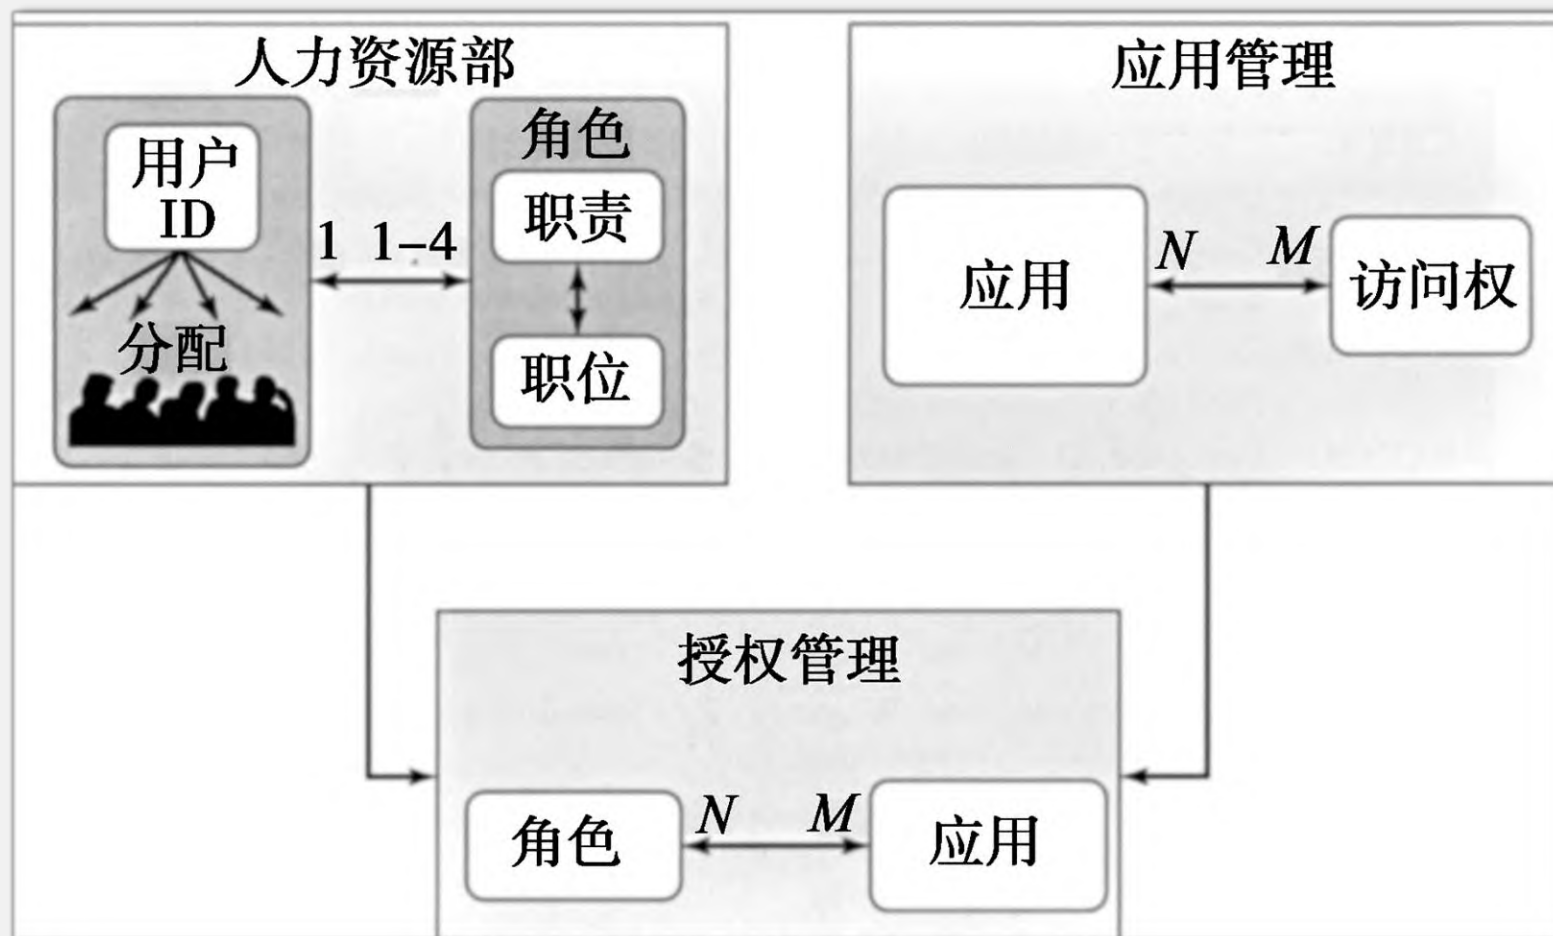 人力资源部
用户
ID
分配
1 1-4
角色
职责
职位
应用管理
应用
N M
访问权
授权管理
角色
N M
应用